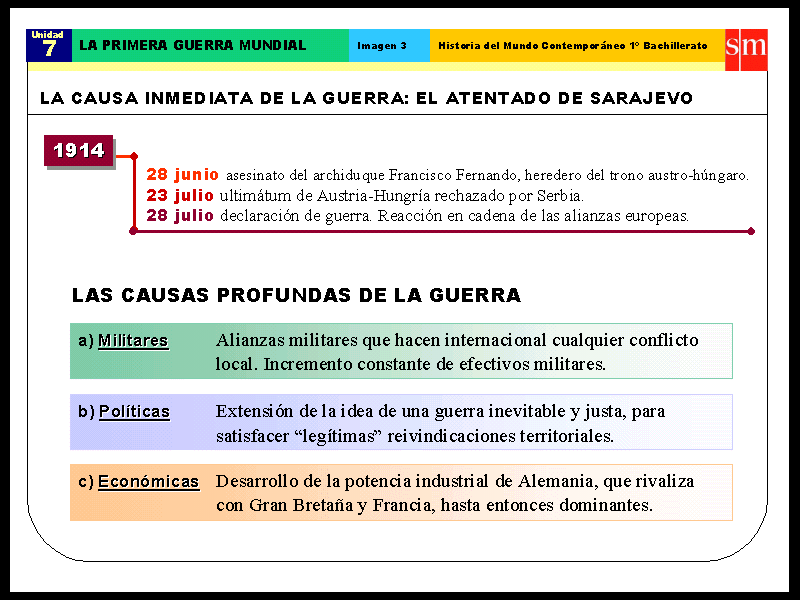 Unidad
7
LA PRIMERA GUERRA MUNDIAL
Imagen 3
Historia del Mundo Contemporáneo 1º Bachillerato
sm
LA CAUSA INMEDIATA DE LA GUERRA: EL ATENTADO DE SARAJEVO
1914
28 junio asesinato del archiduque Francisco Fernando, heredero del trono austro-húngaro.
23 julio ultimátum de Austria-Hungría rechazado por Serbia.
28 julio declaración de guerra. Reacción en cadena de las alianzas europeas.
LAS CAUSAS PROFUNDAS DE LA GUERRA
a) Militares Alianzas militares que hacen internacional cualquier conflicto
local. Incremento constante de efectivos militares.
b) Políticas Extensión de la idea de una guerra inevitable y justa, para
satisfacer “legítimas” reivindicaciones territoriales.
c) Económicas Desarrollo de la potencia industrial de Alemania, que rivaliza
con Gran Bretaña y Francia, hasta entonces dominantes.